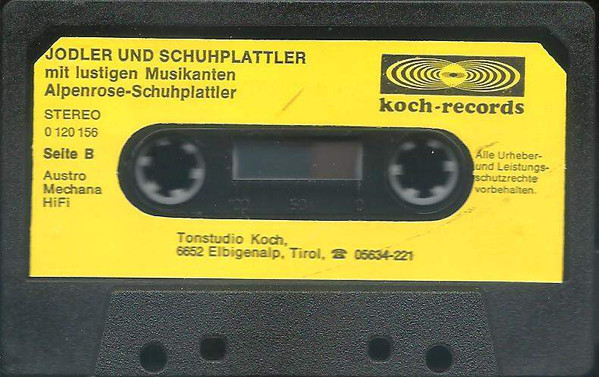 JODLER UND SCHUHPLATTLER
mit lustigen Musikanten
Alpenrose-Schuhplattler
STEREO
0 120 156
Seite B
Austro
Mechana
HiFi
koch-records
Alle Urheber-
und Leistungs-
schutzrechte
vorbehalten.
100 50 0
Tonstudio Koch,
6652 Elbigenalp, Tirol, ☎ 05634-221